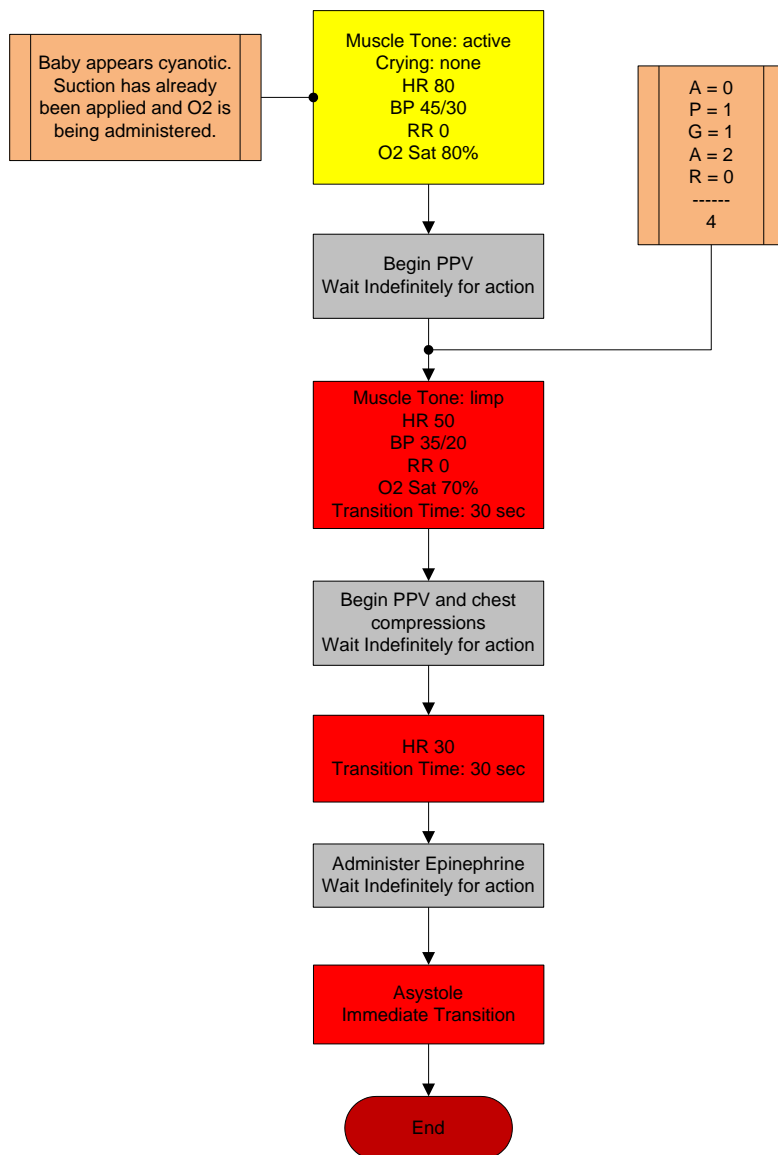 Baby appears cyanotic.
Suction has already
been applied and O2 is
being administered.
Muscle Tone: active
Crying: none
HR 80
BP 45/30
RR 0
O2 Sat 80%
A = 0
P = 1
G = 1
A = 2
R = 0
------
4
Begin PPV
Wait Indefinitely for action
Muscle Tone: limp
HR 50
BP 35/20
RR 0
O2 Sat 70%
Transition Time: 30 sec
Begin PPV and chest
compressions
Wait Indefinitely for action
HR 30
Transition Time: 30 sec
Administer Epinephrine
Wait Indefinitely for action
Asystole
Immediate Transition
End